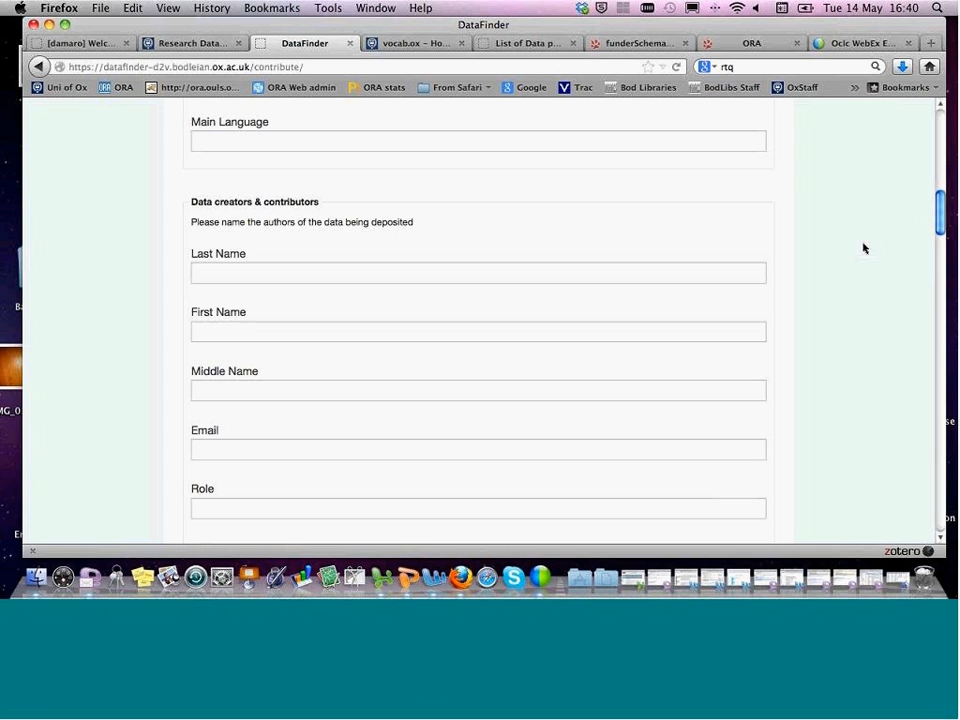 Firefox File Edit View History Bookmarks Tools Window Help Tue 14 May 16:40
DataFinder
[damaro] Welc... Research Data... DataFinder vocab.ox - Ho... List of Data p... funderSchema... ORA Ocic WebEx E...
https://datafinder-d2v.bodleian.ox.ac.uk/contribute/ rtq
Uni of Ox ORA http://ora.ouls.o... ORA Web admin ORA stats From Safari Google Trac Bod Libraries BodLibs Staff OxStaff Bookmarks
Main Language
Data creators & contributors
Please name the authors of the data being deposited
Last Name
First Name
Middle Name
Email
Role
zotero